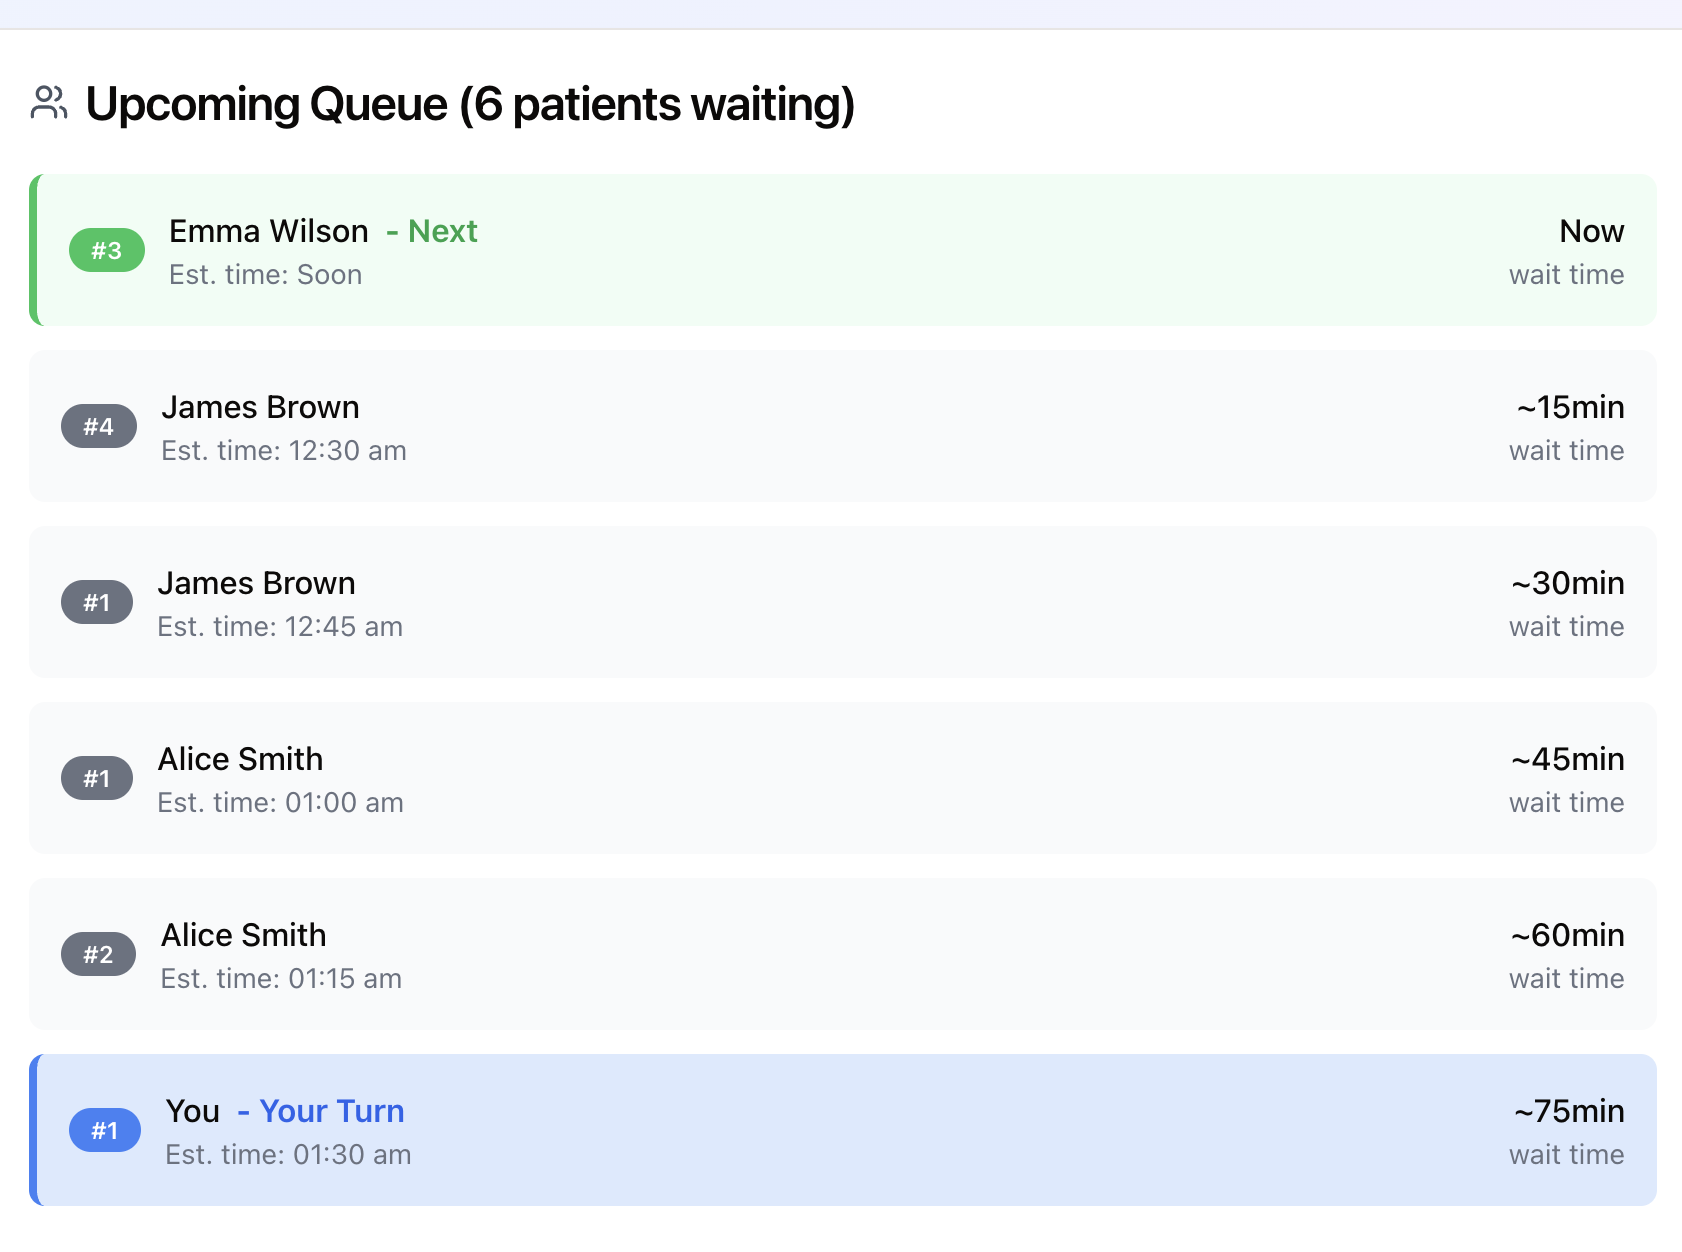 Upcoming Queue (6 patients waiting)
#3
Emma Wilson - Next
Est. time: Soon
Now
wait time
#4
James Brown
Est. time: 12:30 am
~15min
wait time
#1
James Brown
Est. time: 12:45 am
~30min
wait time
#1
Alice Smith
Est. time: 01:00 am
~45min
wait time
#2
Alice Smith
Est. time: 01:15 am
~60min
wait time
#1
You - Your Turn
Est. time: 01:30 am
~75min
wait time